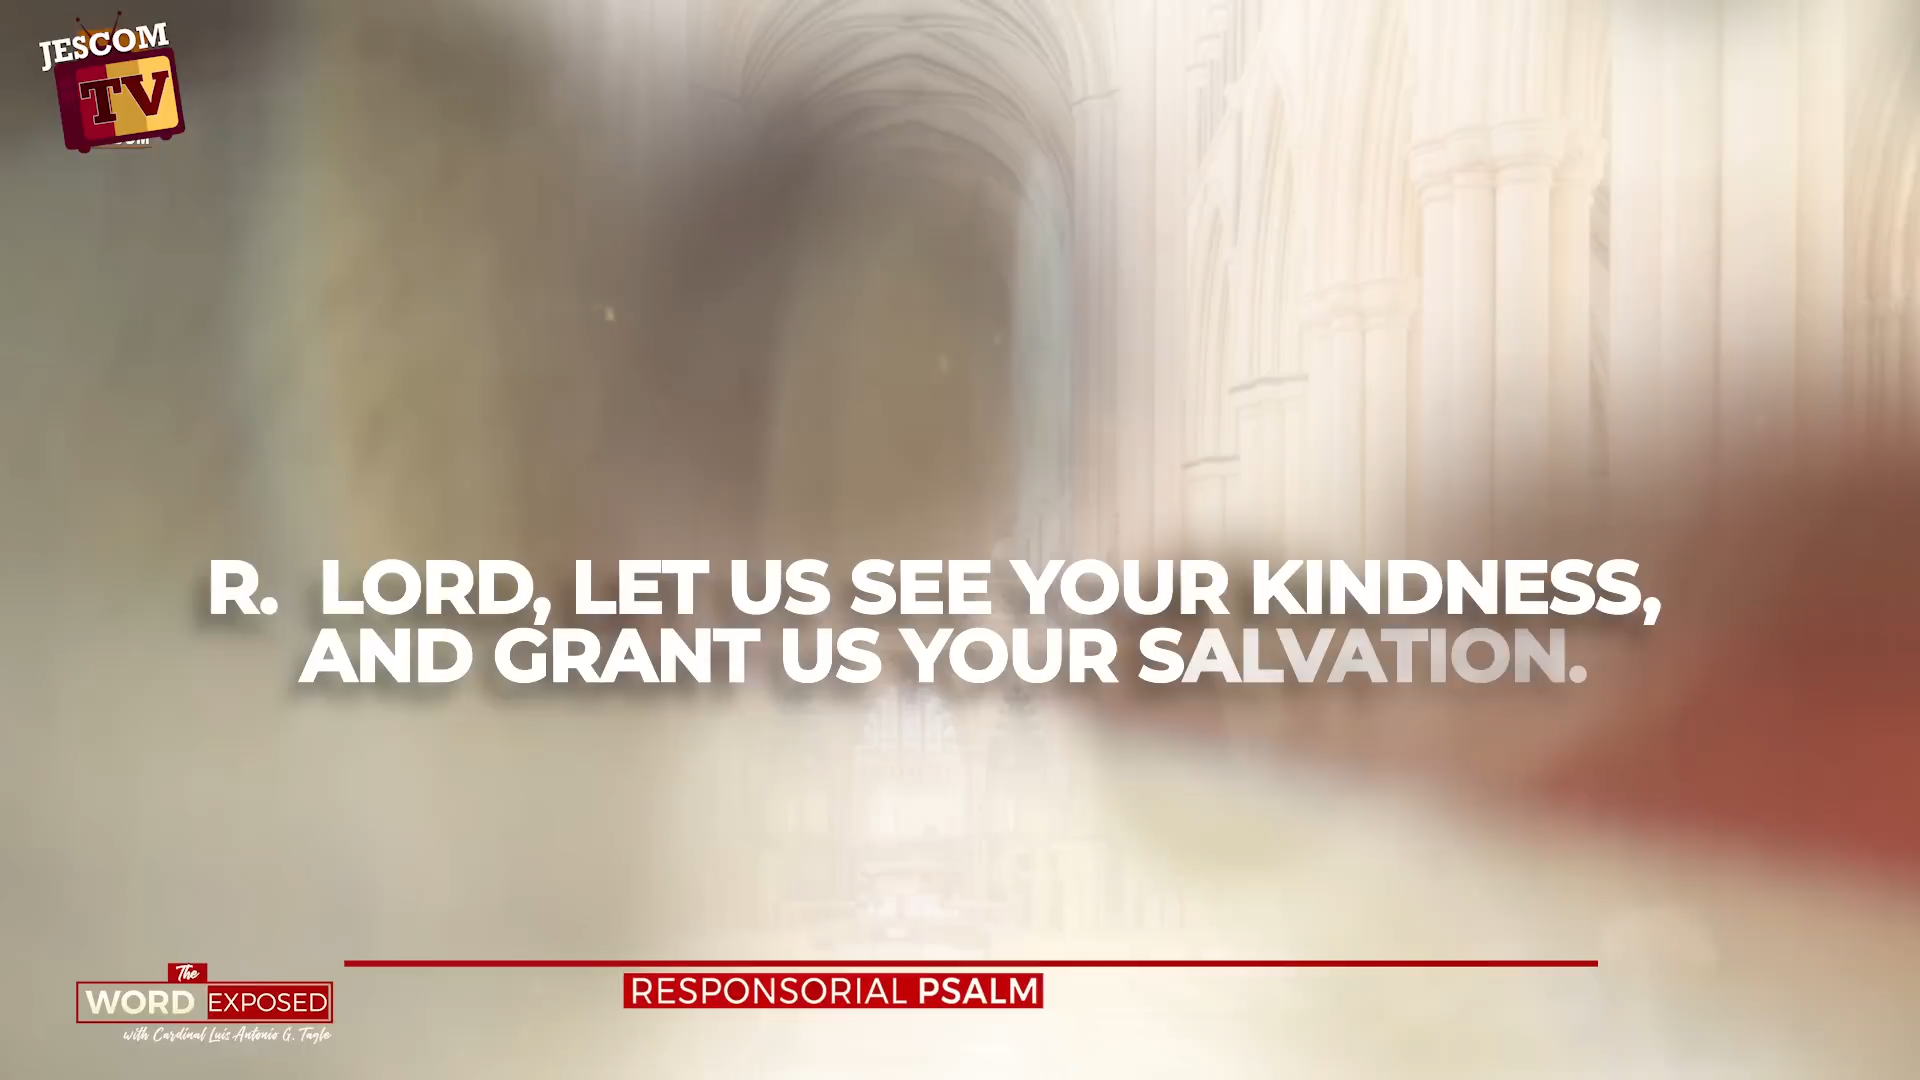 JESCOM
TV
R. LORD, LET US SEE YOUR KINDNESS,
AND GRANT US YOUR SALVATION.
The
WORD EXPOSED
with Cardinal Luis Antonio G. Tagle
RESPONSORIAL PSALM